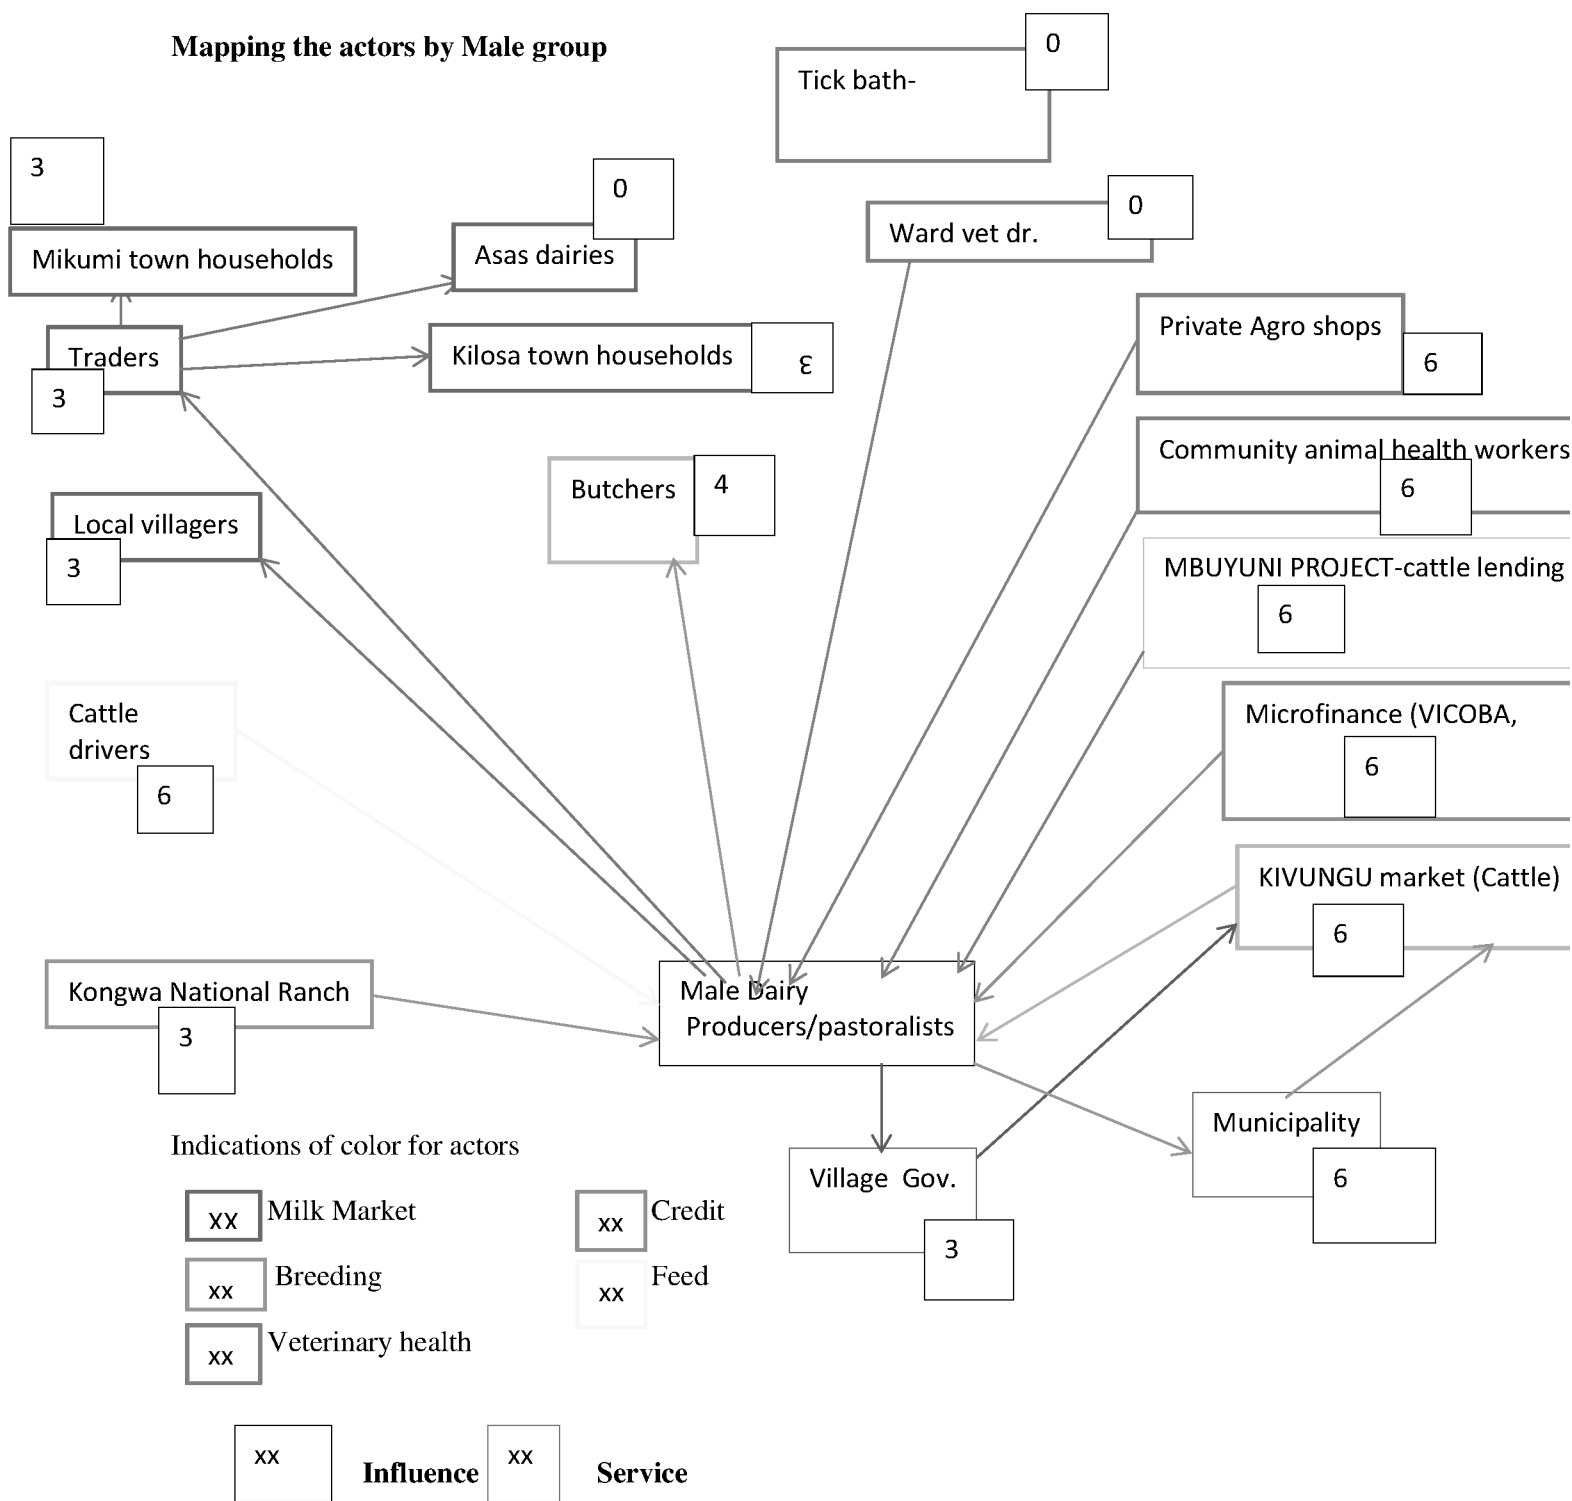 Mapping the actors by Male group
0
Tick bath-
3
0
0
Mikumi town households
Asas dairies
Ward vet dr.
Traders
3
Kilosa town households
ε
Private Agro shops
6
Butchers
4
Community animal health workers
6
Local villagers
3
MBUYUNI PROJECT-cattle lending
6
Cattle
drivers
6
Microfinance (VICOBA,
6
KIVUNGU market (Cattle)
6
Kongwa National Ranch
3
Male Dairy
Producers/pastoralists
Municipality
6
Village Gov.
3
Indications of color for actors
xx Milk Market
xx Credit
xx Breeding
xx Feed
xx Veterinary health
xx Influence
xx Service